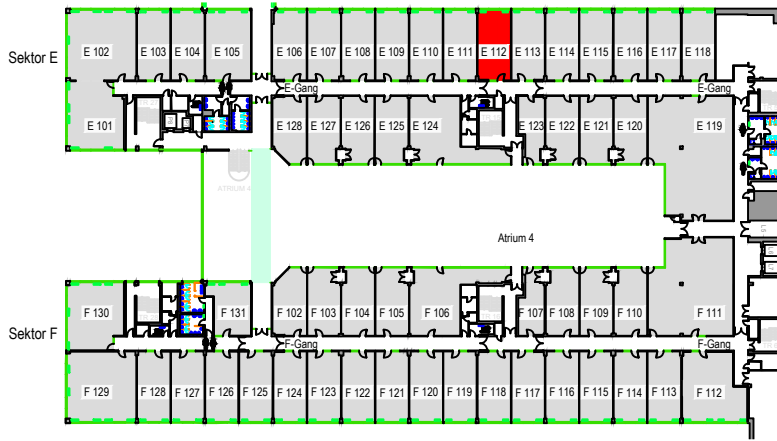 Sektor E
E 102
E 103
E 104
E 105
E 106
E 107
E 108
E 109
E 110
E 111
E 112
E 113
E 114
E 115
E 116
E 117
E 118
E-Gang
E-Gang
E 101
E 128
E 127
E 126
E 125
E 124
E 123
E 122
E 121
E 120
E 119
ATRIUM 4
Atrium 4
Sektor F
F 130
F 131
F 102
F 103
F 104
F 105
F 106
F 107
F 108
F 109
F 110
F 111
F-Gang
F-Gang
F 129
F 128
F 127
F 126
F 125
F 124
F 123
F 122
F 121
F 120
F 119
F 118
F 117
F 116
F 115
F 114
F 113
F 112